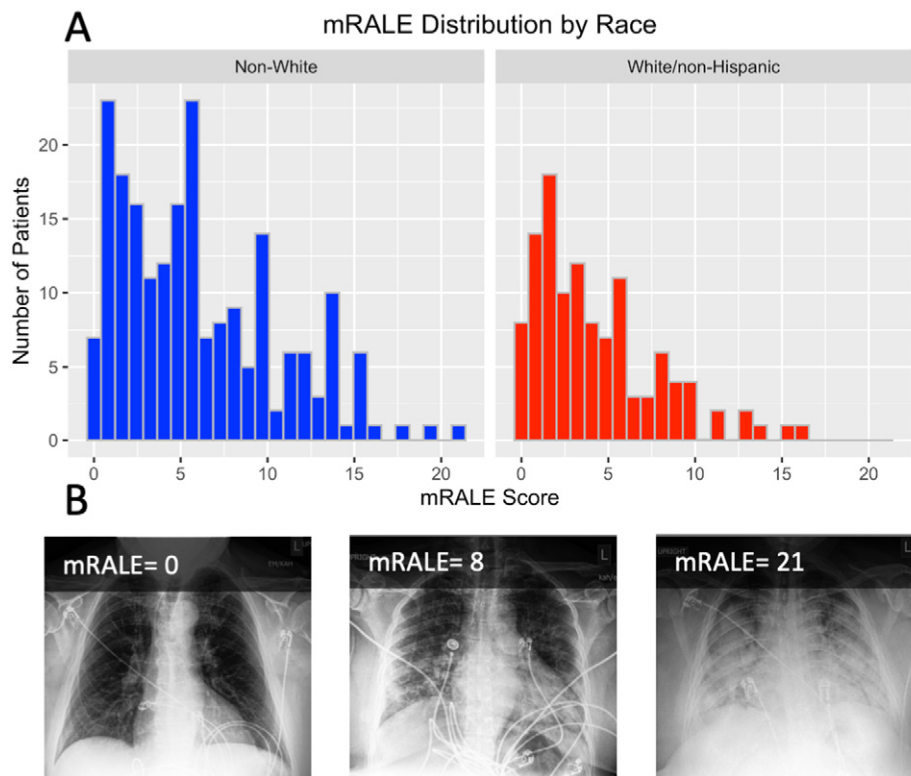 A
mRALE Distribution by Race
Non-White
White/non-Hispanic
Number of Patients
20
15
10
5
0
0 5 10 15 20
0 5 10 15 20
mRALE Score
B
mRALE= 0
L
mRALE= 8
L
mRALE= 21
UPRIGHT
L